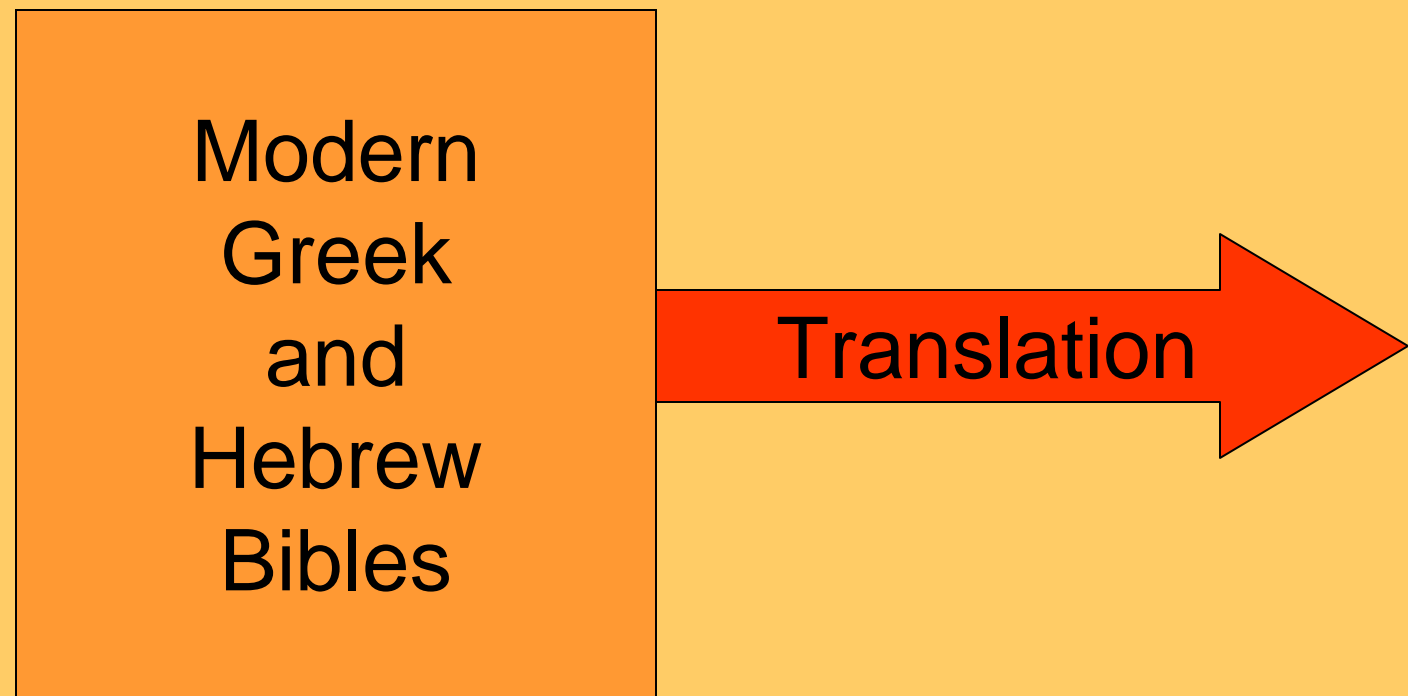 Modern
Greek
and
Hebrew
Bibles
Translation